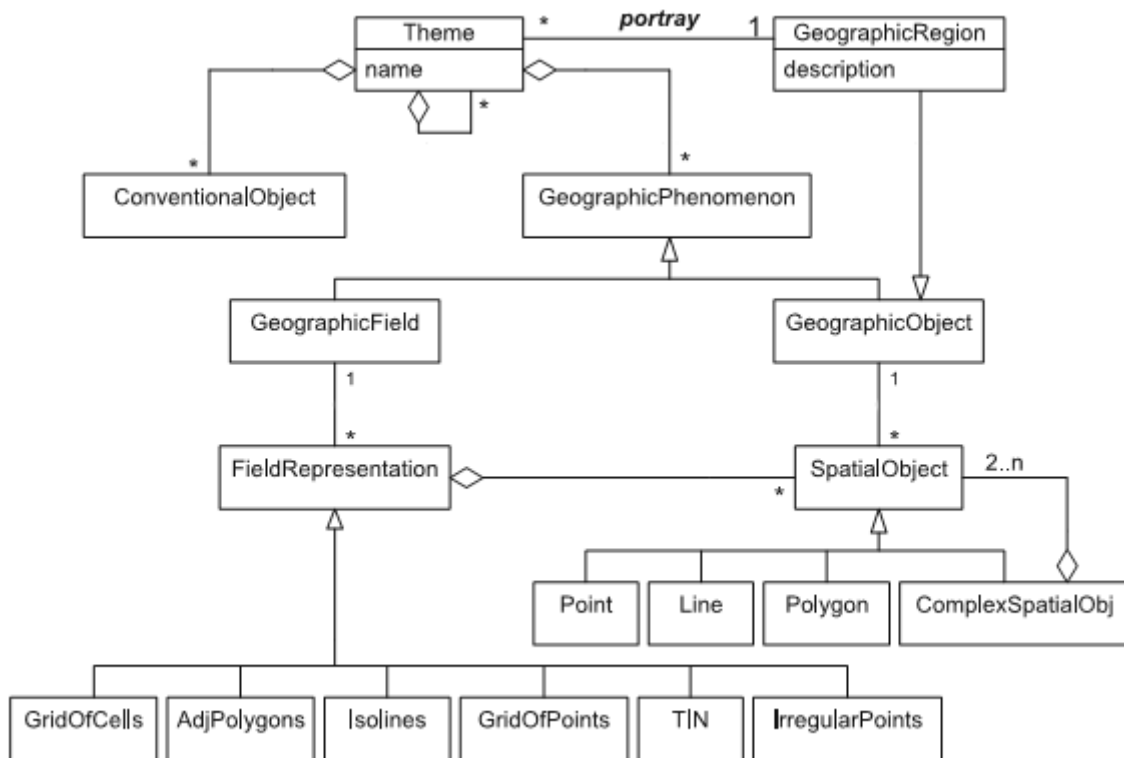 Theme
name
*
portray
1
GeographicRegion
description
*
*
*
ConventionalObject
GeographicPhenomenon
GeographicField
GeographicObject
1
1
*
*
FieldRepresentation
*
SpatialObject
2..n
Point
Line
Polygon
ComplexSpatialObj
GridOfCells
AdjPolygons
Isolines
GridOfPoints
TIN
IrregularPoints